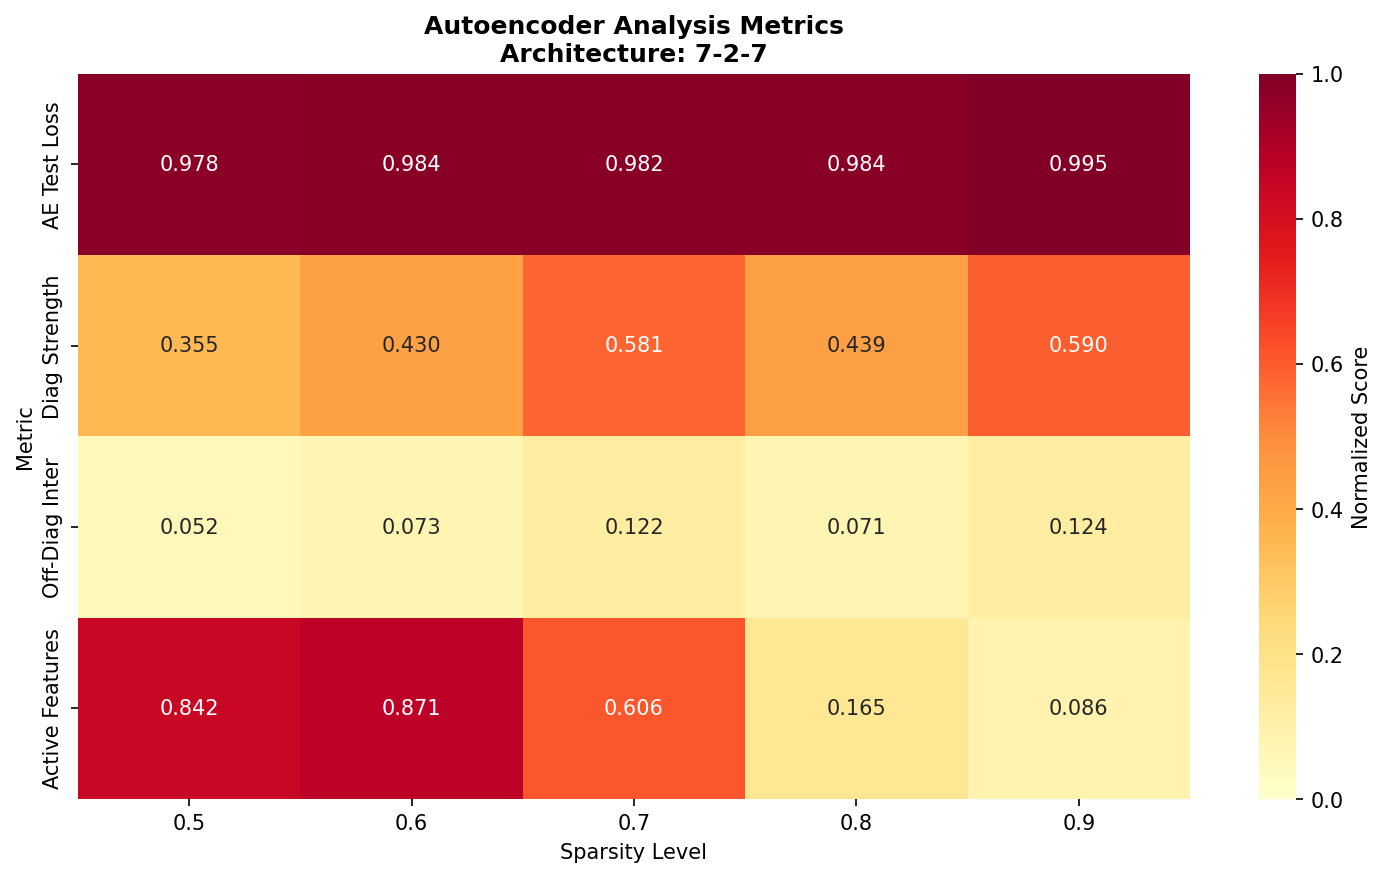 Autoencoder Analysis Metrics
Architecture: 7-2-7
Metric
AE Test Loss
0.978 0.984 0.982 0.984 0.995
Diag Strength
0.355 0.430 0.581 0.439 0.590
Off-Diag Inter
0.052 0.073 0.122 0.071 0.124
Active Features
0.842 0.871 0.606 0.165 0.086
0.5 0.6 0.7 0.8 0.9
Sparsity Level
1.0
0.8
0.6
0.4
0.2
0.0
Normalized Score